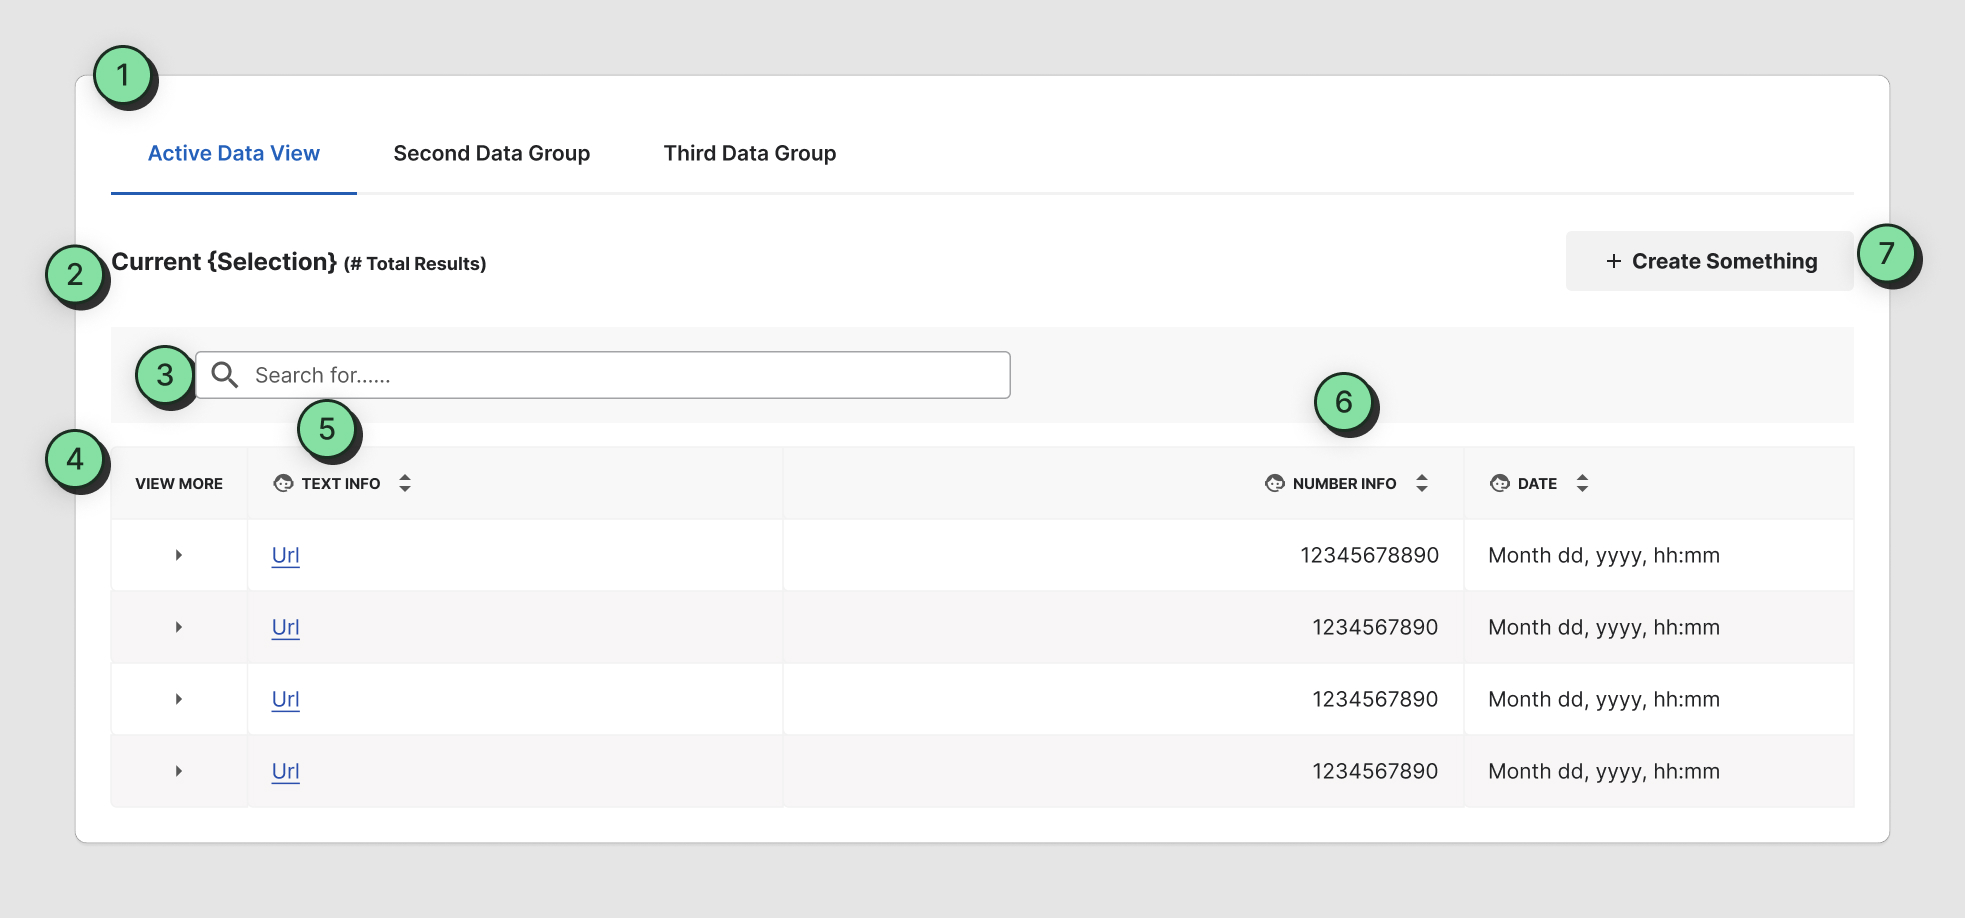 1
Active Data View Second Data Group Third Data Group
2 Current {Selection} (# Total Results) + Create Something 7
3 Search for......
5 6
4 VIEW MORE TEXT INFO NUMBER INFO DATE
Url 12345678890 Month dd, yyyy, hh:mm
Url 1234567890 Month dd, yyyy, hh:mm
Url 1234567890 Month dd, yyyy, hh:mm
Url 1234567890 Month dd, yyyy, hh:mm